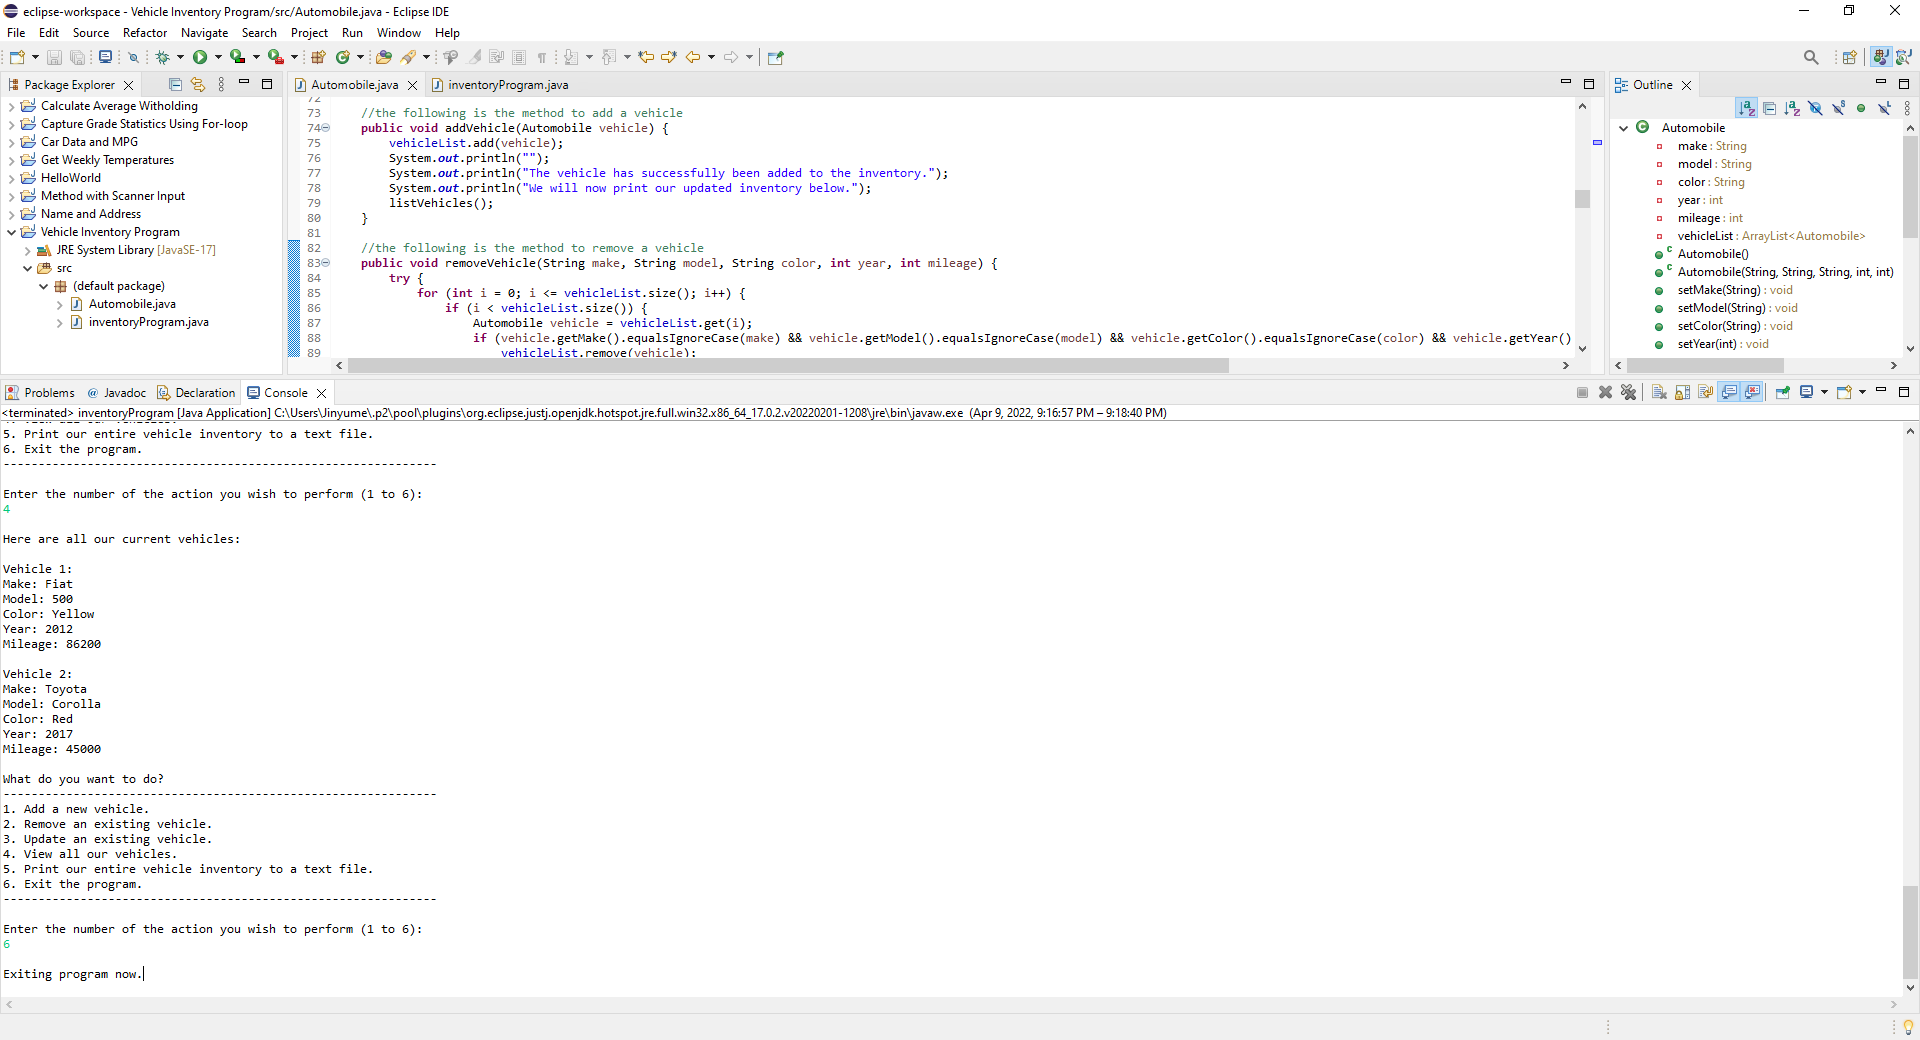 eclipse-workspace - Vehicle Inventory Program/src/Automobile.java - Eclipse IDE
File Edit Source Refactor Navigate Search Project Run Window Help
Package Explorer
Calculate Average Witholding
Capture Grade Statistics Using For-loop
Car Data and MPG
Get Weekly Temperatures
HelloWorld
Method with Scanner Input
Name and Address
Vehicle Inventory Program
JRE System Library [JavaSE-17]
src
(default package)
Automobile.java
inventoryProgram.java
Automobile.java inventoryProgram.java
72
73 //the following is the method to add a vehicle
74 public void addVehicle(Automobile vehicle) {
75 vehicleList.add(vehicle);
76 System.out.println("");
77 System.out.println("The vehicle has successfully been added to the inventory.");
78 System.out.println("We will now print our updated inventory below.");
79 listVehicles();
80 }
81
82 //the following is the method to remove a vehicle
83 public void removeVehicle(String make, String model, String color, int year, int mileage) {
84 try {
85 for (int i = 0; i <= vehicleList.size(); i++) {
86 if (i < vehicleList.size()) {
87 Automobile vehicle = vehicleList.get(i);
88 if (vehicle.getMake().equalsIgnoreCase(make) && vehicle.getModel().equalsIgnoreCase(model) && vehicle.getColor().equalsIgnoreCase(color) && vehicle.getYear()
89 vehicleList.remove(vehicle);
Outline
Automobile
make : String
model : String
color : String
year : int
mileage : int
vehicleList : ArrayList<Automobile>
Automobile()
Automobile(String, String, String, int, int)
setMake(String) : void
setModel(String) : void
setColor(String) : void
setYear(int) : void
Problems @ Javadoc Declaration Console
<terminated> inventoryProgram [Java Application] C:\Users\Jinyume\.p2\pool\plugins\org.eclipse.justj.openjdk.hotspot.jre.full.win32.x86_64_17.0.2.v20220201-1208\jre\bin\javaw.exe (Apr 9, 2022, 9:16:57 PM – 9:18:40 PM)
4. View all our vehicles.
5. Print our entire vehicle inventory to a text file.
6. Exit the program.
--------------------------------------------------------------
Enter the number of the action you wish to perform (1 to 6):
4
Here are all our current vehicles:
Vehicle 1:
Make: Fiat
Model: 500
Color: Yellow
Year: 2012
Mileage: 86200
Vehicle 2:
Make: Toyota
Model: Corolla
Color: Red
Year: 2017
Mileage: 45000
What do you want to do?
--------------------------------------------------------------
1. Add a new vehicle.
2. Remove an existing vehicle.
3. Update an existing vehicle.
4. View all our vehicles.
5. Print our entire vehicle inventory to a text file.
6. Exit the program.
--------------------------------------------------------------
Enter the number of the action you wish to perform (1 to 6):
6
Exiting program now.